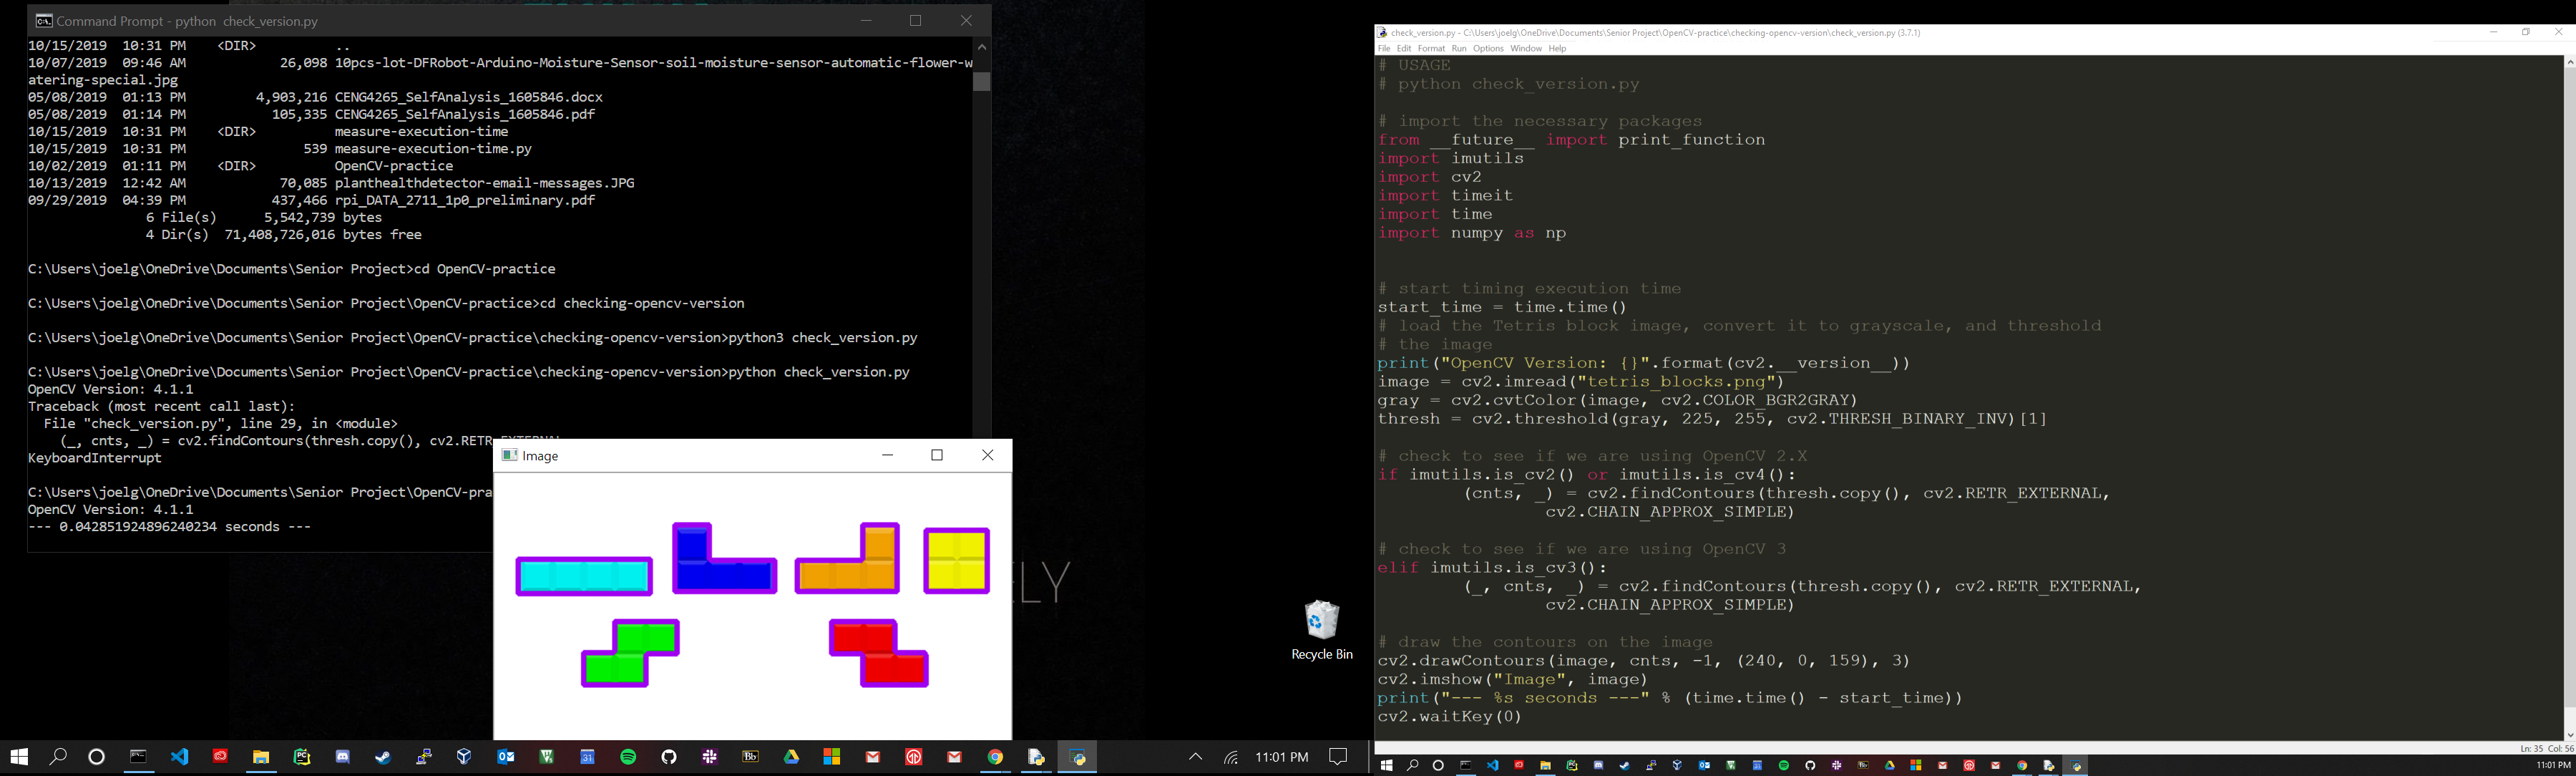 Command Prompt - python  check_version.py
10/15/2019  10:31 PM    <DIR>          ..
10/07/2019  09:46 AM            26,098 10pcs-lot-DFRobot-Arduino-Moisture-Sensor-soil-moisture-sensor-automatic-flower-w
atering-special.jpg
05/08/2019  01:13 PM         4,903,216 CENG4265_SelfAnalysis_1605846.docx
05/08/2019  01:14 PM           105,335 CENG4265_SelfAnalysis_1605846.pdf
10/15/2019  10:31 PM    <DIR>          measure-execution-time
10/15/2019  10:31 PM               539 measure-execution-time.py
10/02/2019  01:11 PM    <DIR>          OpenCV-practice
10/13/2019  12:42 AM            70,085 planthealthdetector-email-messages.JPG
09/29/2019  04:39 PM           437,466 rpi_DATA_2711_1p0_preliminary.pdf
               6 File(s)      5,542,739 bytes
               4 Dir(s)  71,408,726,016 bytes free
C:\Users\joelg\OneDrive\Documents\Senior Project>cd OpenCV-practice
C:\Users\joelg\OneDrive\Documents\Senior Project\OpenCV-practice>cd checking-opencv-version
C:\Users\joelg\OneDrive\Documents\Senior Project\OpenCV-practice\checking-opencv-version>python3 check_version.py
C:\Users\joelg\OneDrive\Documents\Senior Project\OpenCV-practice\checking-opencv-version>python check_version.py
OpenCV Version: 4.1.1
Traceback (most recent call last):
  File "check_version.py", line 29, in <module>
    (_, cnts, _) = cv2.findContours(thresh.copy(), cv2.RETR_EXTERNAL
KeyboardInterrupt
C:\Users\joelg\OneDrive\Documents\Senior Project\OpenCV-pra
OpenCV Version: 4.1.1
--- 0.042851924896240234 seconds ---
Image
ELY
Recycle Bin
31
Bb
11:01 PM
check_version.py - C:\Users\joelg\OneDrive\Documents\Senior Project\OpenCV-practice\checking-opencv-version\check_version.py (3.7.1)
File Edit Format Run Options Window Help
# USAGE
# python check_version.py
# import the necessary packages
from __future__ import print_function
import imutils
import cv2
import timeit
import time
import numpy as np
# start timing execution time
start_time = time.time()
# load the Tetris block image, convert it to grayscale, and threshold
# the image
print("OpenCV Version: {}".format(cv2.__version__))
image = cv2.imread("tetris_blocks.png")
gray = cv2.cvtColor(image, cv2.COLOR_BGR2GRAY)
thresh = cv2.threshold(gray, 225, 255, cv2.THRESH_BINARY_INV)[1]
# check to see if we are using OpenCV 2.X
if imutils.is_cv2() or imutils.is_cv4():
        (cnts, _) = cv2.findContours(thresh.copy(), cv2.RETR_EXTERNAL,
                cv2.CHAIN_APPROX_SIMPLE)
# check to see if we are using OpenCV 3
elif imutils.is_cv3():
        (_, cnts, _) = cv2.findContours(thresh.copy(), cv2.RETR_EXTERNAL,
                cv2.CHAIN_APPROX_SIMPLE)
# draw the contours on the image
cv2.drawContours(image, cnts, -1, (240, 0, 159), 3)
cv2.imshow("Image", image)
print("--- %s seconds ---" % (time.time() - start_time))
cv2.waitKey(0)
Ln: 35 Col: 56
11:01 PM